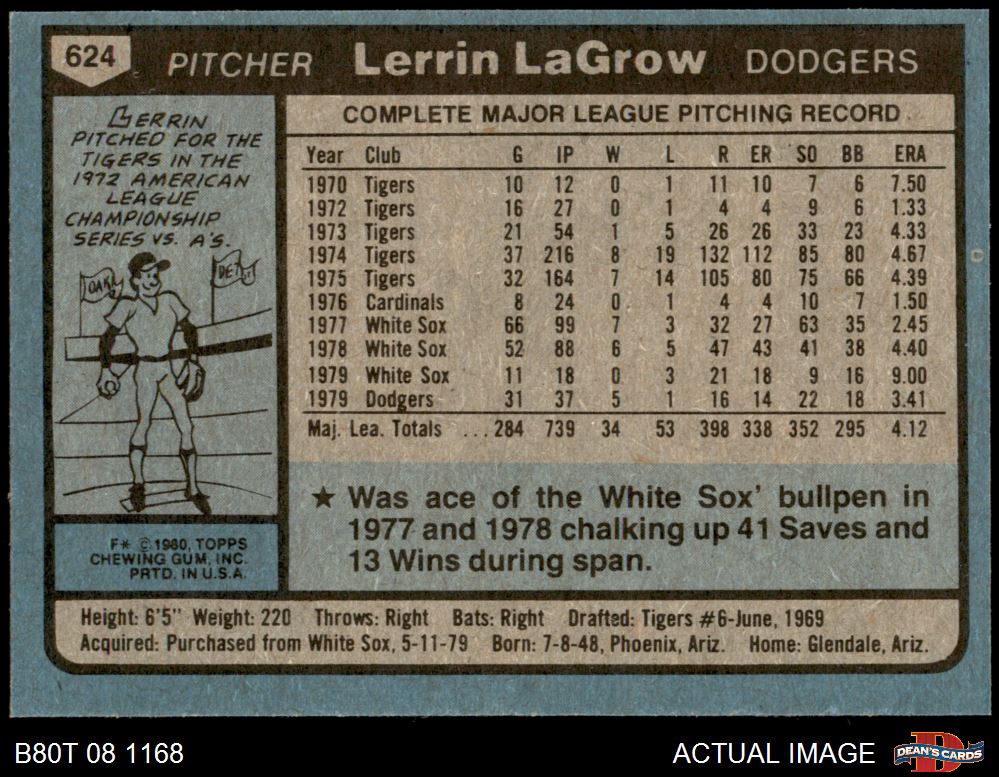 624 PITCHER Lerrin LaGrow DODGERS
LERRIN
PITCHED FOR THE
TIGERS IN THE
1972 AMERICAN
LEAGUE
CHAMPIONSHIP
SERIES VS. A'S.
OAK
DET
F* © 1980, TOPPS
CHEWING GUM, INC.
PRTD. IN U.S.A.
COMPLETE MAJOR LEAGUE PITCHING RECORD
Year Club G IP W L R ER SO BB ERA
1970 Tigers 10 12 0 1 11 10 7 6 7.50
1972 Tigers 16 27 0 1 4 4 9 6 1.33
1973 Tigers 21 54 1 5 26 26 33 23 4.33
1974 Tigers 37 216 8 19 132 112 85 80 4.67
1975 Tigers 32 164 7 14 105 80 75 66 4.39
1976 Cardinals 8 24 0 1 4 4 10 7 1.50
1977 White Sox 66 99 7 3 32 27 63 35 2.45
1978 White Sox 52 88 6 5 47 43 41 38 4.40
1979 White Sox 11 18 0 3 21 18 9 16 9.00
1979 Dodgers 31 37 5 1 16 14 22 18 3.41
Maj. Lea. Totals ...284 739 34 53 398 338 352 295 4.12
★ Was ace of the White Sox' bullpen in
1977 and 1978 chalking up 41 Saves and
13 Wins during span.
Height: 6'5" Weight: 220 Throws: Right Bats: Right Drafted: Tigers #6-June, 1969
Acquired: Purchased from White Sox, 5-11-79 Born: 7-8-48, Phoenix, Ariz. Home: Glendale, Ariz.
B80T 08 1168 ACTUAL IMAGE
D
DEAN'S CARDS